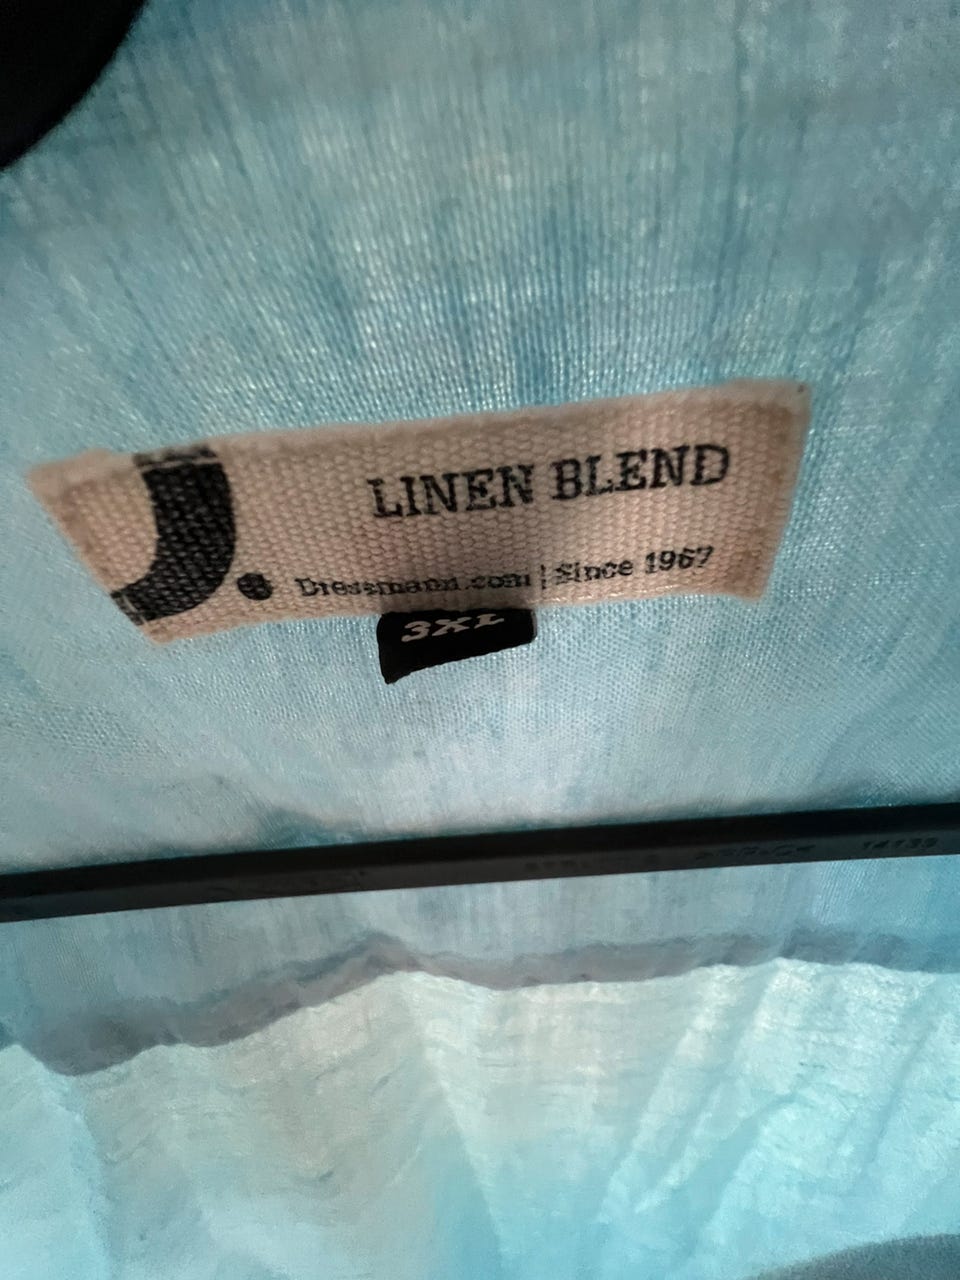 LINEN BLEND
D. Dressmann.com | Since 1967
3XL